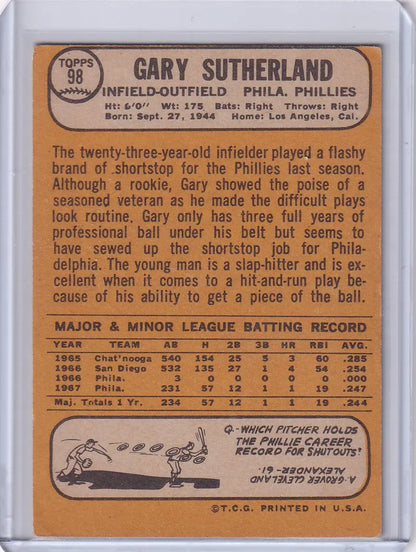 TOPPS
98
GARY SUTHERLAND
INFIELD-OUTFIELD PHILA. PHILLIES
Ht: 6'0" Wt: 175 Bats: Right Throws: Right
Born: Sept. 27, 1944 Home: Los Angeles, Cal.
The twenty-three-year-old infielder played a flashy
brand of shortstop for the Phillies last season.
Although a rookie, Gary showed the poise of a
seasoned veteran as he made the difficult plays
look routine. Gary only has three full years of
professional ball under his belt but seems to
have sewed up the shortstop job for Phila-
delphia. The young man is a slap-hitter and is ex-
cellent when it comes to a hit-and-run play be-
cause of his ability to get a piece of the ball.
MAJOR & MINOR LEAGUE BATTING RECORD
YEAR TEAM AB H 2B 3B HR RBI AVG.
1965 Chat'nooga 540 154 25 5 3 60 .285
1966 San Diego 532 135 27 1 4 54 .254
1966 Phila. 3 0 0 0 0 0 .000
1967 Phila. 231 57 12 1 1 19 .247
Maj. Totals 1 Yr. 234 57 12 1 1 19 .244
Q.-WHICH PITCHER HOLDS
THE PHILLIE CAREER
RECORD FOR SHUTOUTS?
A.-GROVER CLEVELAND
ALEXANDER-61.
©T.C.G. PRINTED IN U.S.A.